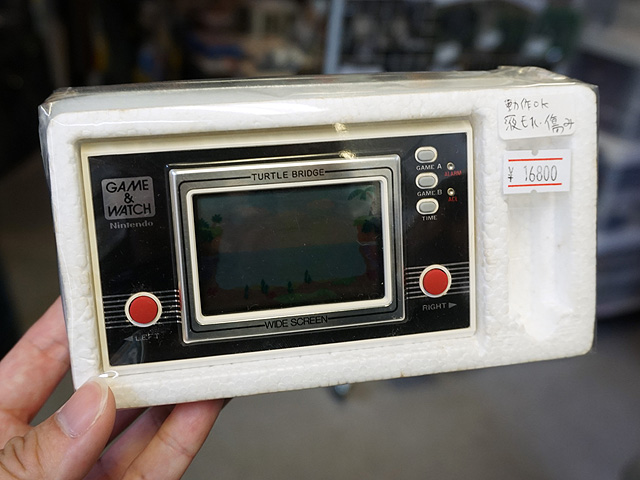 動作OK
液もれ・傷み
¥ 16800
GAME A
ALARM
GAME B
ACL
TIME
GAME
&
WATCH
Nintendo
TURTLE BRIDGE
WIDE SCREEN
◀ LEFT
RIGHT ▶